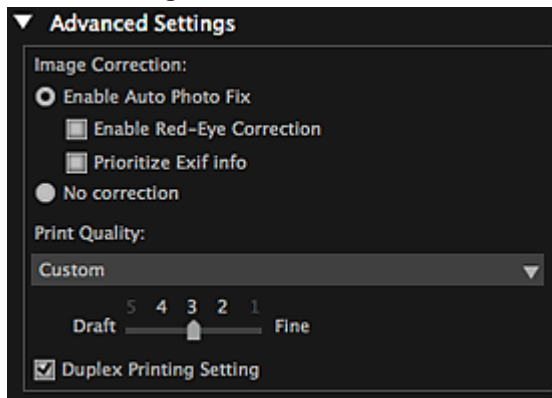 Advanced Settings
Image Correction:
Enable Auto Photo Fix
Enable Red-Eye Correction
Prioritize Exif info
No correction
Print Quality:
Custom
5 4 3 2 1
Draft Fine
Duplex Printing Setting